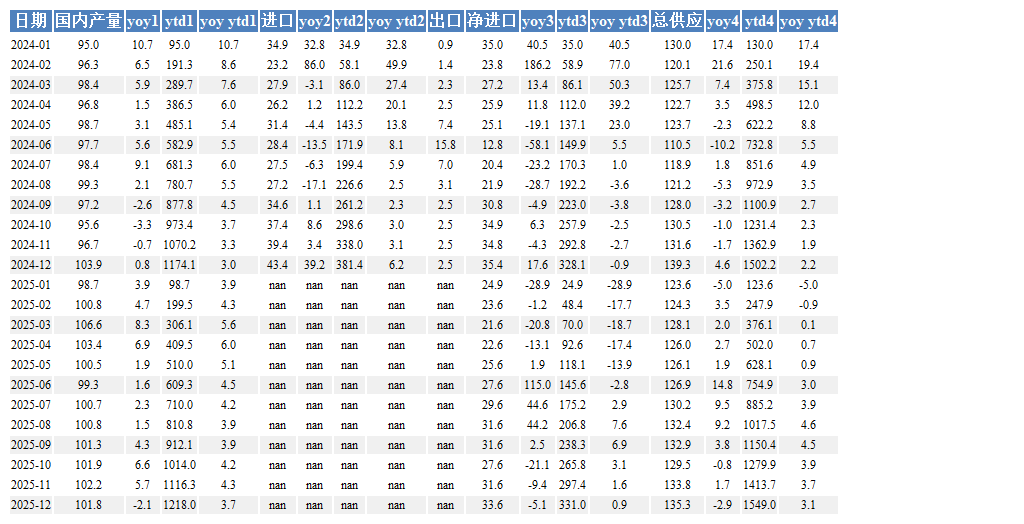 日期 国内产量 yoy1 ytd1 yoy ytd1 进口 yoy2 ytd2 yoy ytd2 出口 净进口 yoy3 ytd3 yoy ytd3 总供应 yoy4 ytd4 yoy ytd4
2024-01 95.0 10.7 95.0 10.7 34.9 32.8 34.9 32.8 0.9 35.0 40.5 35.0 40.5 130.0 17.4 130.0 17.4
2024-02 96.3 6.5 191.3 8.6 23.2 86.0 58.1 49.9 1.4 23.8 186.2 58.9 77.0 120.1 21.6 250.1 19.4
2024-03 98.4 5.9 289.7 7.6 27.9 -3.1 86.0 27.4 2.3 27.2 13.4 86.1 50.3 125.7 7.4 375.8 15.1
2024-04 96.8 1.5 386.5 6.0 26.2 1.2 112.2 20.1 2.5 25.9 11.8 112.0 39.2 122.7 3.5 498.5 12.0
2024-05 98.7 3.1 485.1 5.4 31.4 -4.4 143.5 13.8 7.4 25.1 -19.1 137.1 23.0 123.7 -2.3 622.2 8.8
2024-06 97.7 5.6 582.9 5.5 28.4 -13.5 171.9 8.1 15.8 12.8 -58.1 149.9 5.5 110.5 -10.2 732.8 5.5
2024-07 98.4 9.1 681.3 6.0 27.5 -6.3 199.4 5.9 7.0 20.4 -23.2 170.3 1.0 118.9 1.8 851.6 4.9
2024-08 99.3 2.1 780.7 5.5 27.2 -17.1 226.6 2.5 3.1 21.9 -28.7 192.2 -3.6 121.2 -5.3 972.9 3.5
2024-09 97.2 -2.6 877.8 4.5 34.6 1.1 261.2 2.3 2.5 30.8 -4.9 223.0 -3.8 128.0 -3.2 1100.9 2.7
2024-10 95.6 -3.3 973.4 3.7 37.4 8.6 298.6 3.0 2.5 34.9 6.3 257.9 -2.5 130.5 -1.0 1231.4 2.3
2024-11 96.7 -0.7 1070.2 3.3 39.4 3.4 338.0 3.1 2.5 34.8 -4.3 292.8 -2.7 131.6 -1.7 1362.9 1.9
2024-12 103.9 0.8 1174.1 3.0 43.4 39.2 381.4 6.2 2.5 35.4 17.6 328.1 -0.9 139.3 4.6 1502.2 2.2
2025-01 98.7 3.9 98.7 3.9 nan nan nan nan nan 24.9 -28.9 24.9 -28.9 123.6 -5.0 123.6 -5.0
2025-02 100.8 4.7 199.5 4.3 nan nan nan nan nan 23.6 -1.2 48.4 -17.7 124.3 3.5 247.9 -0.9
2025-03 106.6 8.3 306.1 5.6 nan nan nan nan nan 21.6 -20.8 70.0 -18.7 128.1 2.0 376.1 0.1
2025-04 103.4 6.9 409.5 6.0 nan nan nan nan nan 22.6 -13.1 92.6 -17.4 126.0 2.7 502.0 0.7
2025-05 100.5 1.9 510.0 5.1 nan nan nan nan nan 25.6 1.9 118.1 -13.9 126.1 1.9 628.1 0.9
2025-06 99.3 1.6 609.3 4.5 nan nan nan nan nan 27.6 115.0 145.6 -2.8 126.9 14.8 754.9 3.0
2025-07 100.7 2.3 710.0 4.2 nan nan nan nan nan 29.6 44.6 175.2 2.9 130.2 9.5 885.2 3.9
2025-08 100.8 1.5 810.8 3.9 nan nan nan nan nan 31.6 44.2 206.8 7.6 132.4 9.2 1017.5 4.6
2025-09 101.3 4.3 912.1 3.9 nan nan nan nan nan 31.6 2.5 238.3 6.9 132.9 3.8 1150.4 4.5
2025-10 101.9 6.6 1014.0 4.2 nan nan nan nan nan 27.6 -21.1 265.8 3.1 129.5 -0.8 1279.9 3.9
2025-11 102.2 5.7 1116.3 4.3 nan nan nan nan nan 31.6 -9.4 297.4 1.6 133.8 1.7 1413.7 3.7
2025-12 101.8 -2.1 1218.0 3.7 nan nan nan nan nan 33.6 -5.1 331.0 0.9 135.3 -2.9 1549.0 3.1